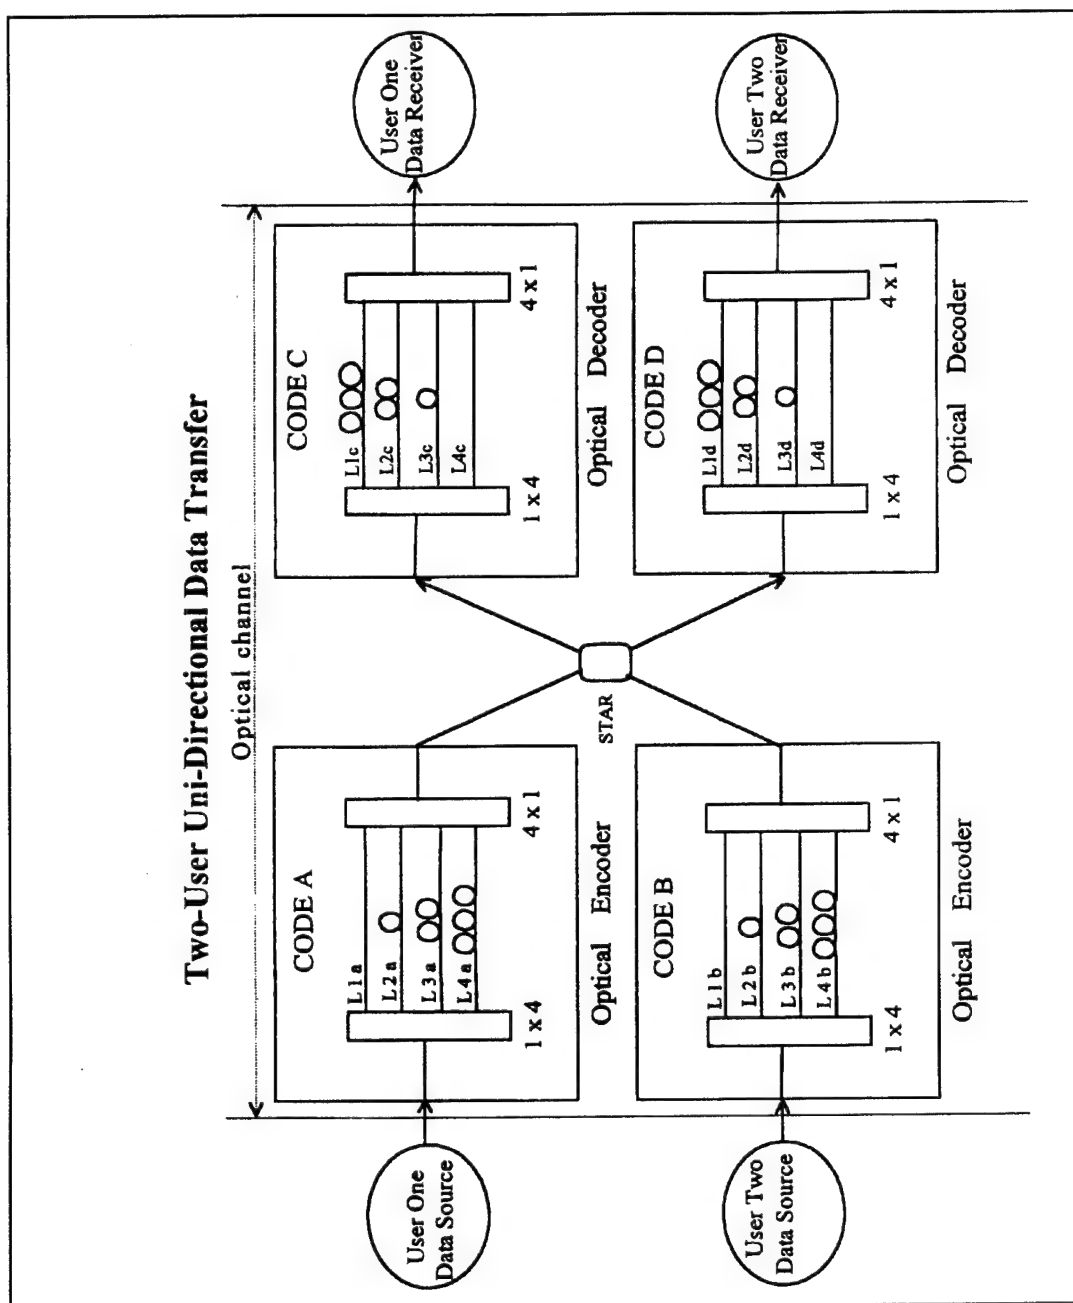 Two-User Uni-Directional Data Transfer
Optical channel
User One
Data Source
CODE A
L1a
L2a
L3a
L4a
1 x 4
4 x 1
Optical Encoder
STAR
CODE C
L1c
L2c
L3c
L4c
1 x 4
4 x 1
Optical Decoder
User One
Data Receiver
User Two
Data Source
CODE B
L1b
L2b
L3b
L4b
1 x 4
4 x 1
Optical Encoder
CODE D
L1d
L2d
L3d
L4d
1 x 4
4 x 1
Optical Decoder
User Two
Data Receiver